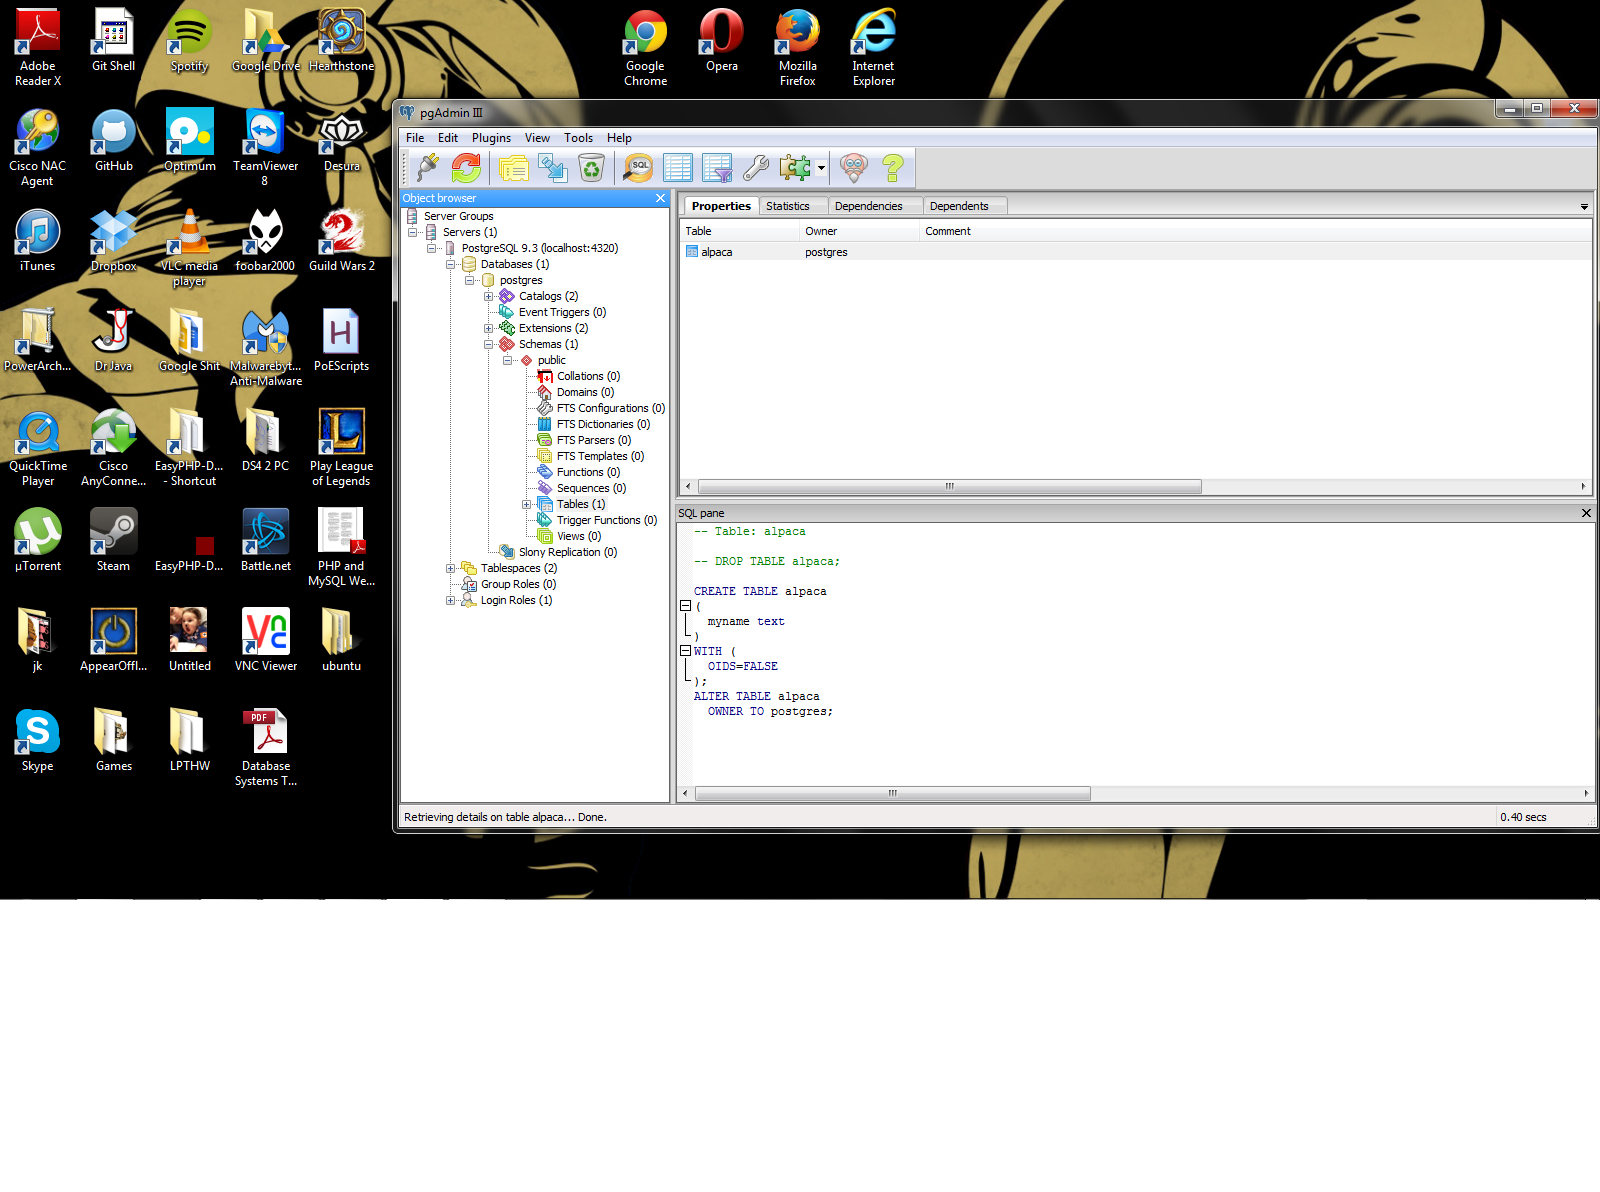 Adobe
Reader X
Git Shell
Spotify
Google Drive
Hearthstone
Google
Chrome
Opera
Mozilla
Firefox
Internet
Explorer
Cisco NAC
Agent
GitHub
Optimum
TeamViewer
8
Desura
iTunes
Dropbox
VLC media
player
foobar2000
Guild Wars 2
PowerArch...
DrJava
Google Shit
Malwarebyt...
Anti-Malware
PoEScripts
QuickTime
Player
Cisco
AnyConne...
EasyPHP-D...
- Shortcut
DS4 2 PC
Play League
of Legends
µTorrent
Steam
EasyPHP-D...
Battle.net
PHP and
MySQL We...
jk
AppearOffl...
Untitled
VNC Viewer
ubuntu
Skype
Games
LPTHW
PDF
Database
Systems T...
pgAdmin III
File Edit Plugins View Tools Help
SQL
Object browser
Server Groups
Servers (1)
PostgreSQL 9.3 (localhost:4320)
Databases (1)
postgres
Catalogs (2)
Event Triggers (0)
Extensions (2)
Schemas (1)
public
Collations (0)
Domains (0)
FTS Configurations (0)
FTS Dictionaries (0)
FTS Parsers (0)
FTS Templates (0)
Functions (0)
Sequences (0)
Tables (1)
Trigger Functions (0)
Views (0)
Slony Replication (0)
Tablespaces (2)
Group Roles (0)
Login Roles (1)
Properties Statistics Dependencies Dependents
Table Owner Comment
alpaca postgres
SQL pane
-- Table: alpaca
-- DROP TABLE alpaca;
CREATE TABLE alpaca
(
myname text
)
WITH (
OIDS=FALSE
);
ALTER TABLE alpaca
OWNER TO postgres;
Retrieving details on table alpaca... Done.
0.40 secs